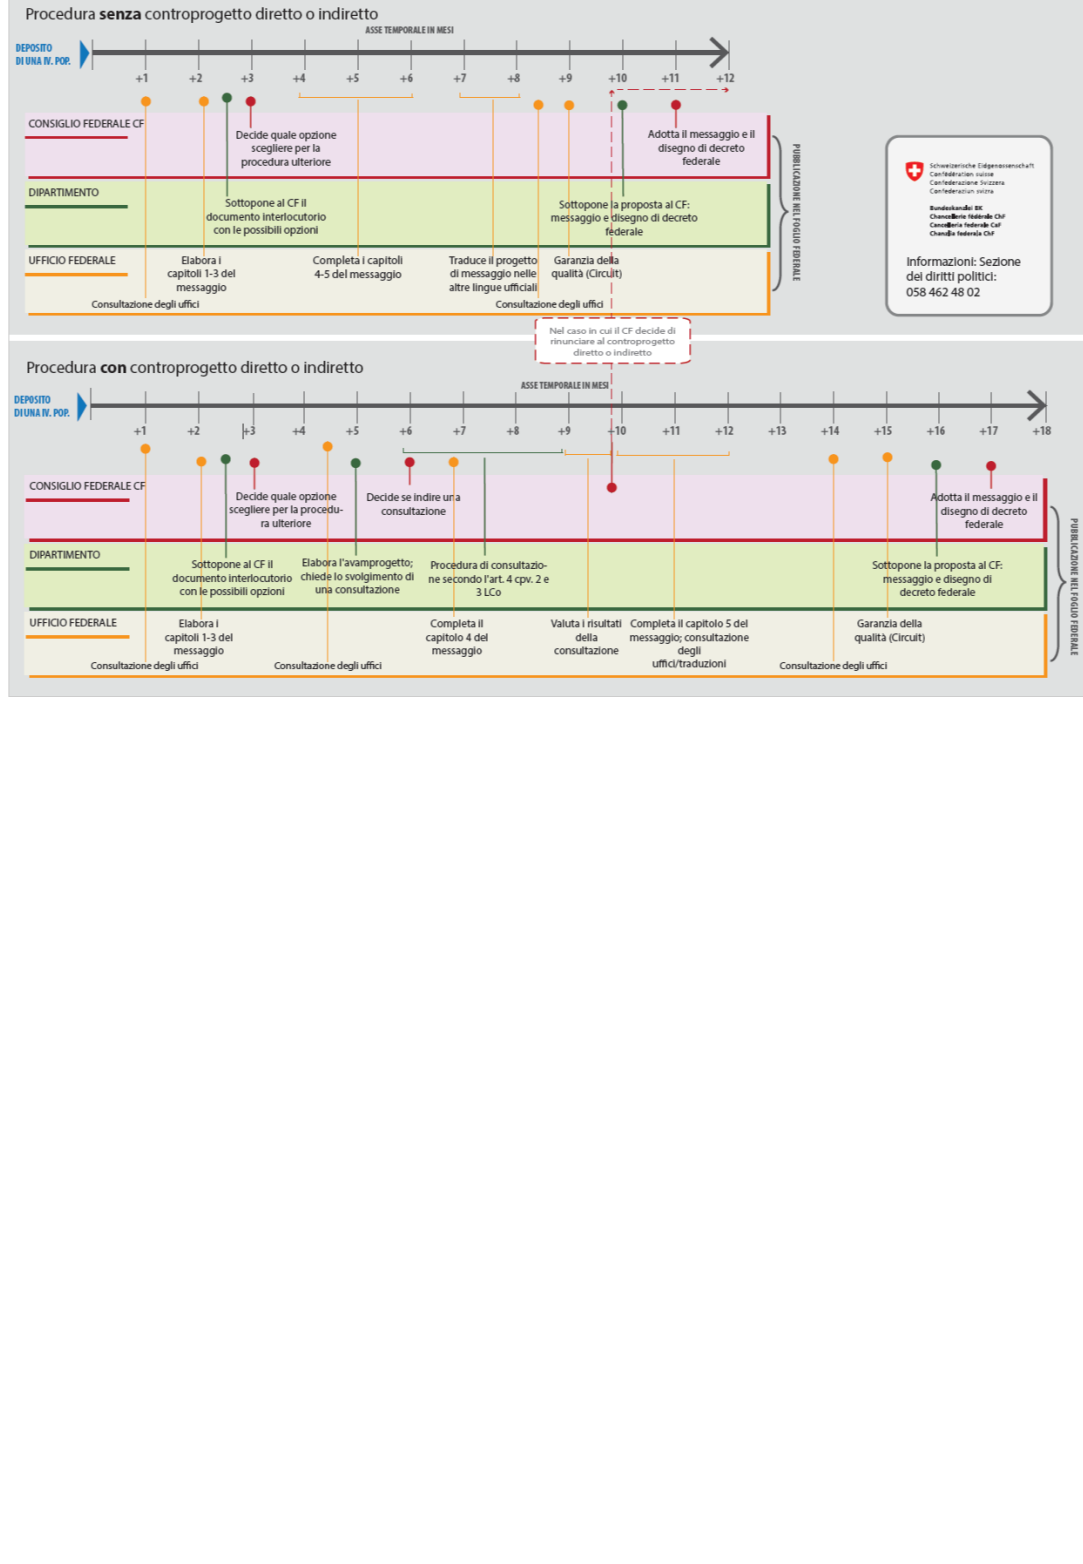 Procedura senza controprogetto diretto o indiretto
ASSE TEMPORALE IN MESI
DEPOSITO
DI UNA IV. POP.
+1 +2 +3 +4 +5 +6 +7 +8 +9 +10 +11 +12
CONSIGLIO FEDERALE CF
Decide quale opzione
scegliere per la
procedura ulteriore
Adotta il messaggio e il
disegno di decreto
federale
DIPARTIMENTO
Sottopone al CF il
documento interlocutorio
con le possibili opzioni
Sottopone la proposta al CF:
messaggio e disegno di decreto
federale
UFFICIO FEDERALE
Elabora i
capitoli 1-3 del
messaggio
Completa i capitoli
4-5 del messaggio
Traduce il progetto
di messaggio nelle
altre lingue ufficiali
Garanzia della
qualità (Circuit)
Consultazione degli uffici
Consultazione degli uffici
PUBBLICAZIONE NEL FOGLIO FEDERALE
Schweizerische Eidgenossenschaft
Confédération suisse
Confederazione Svizzera
Confederaziun svizra
Bundeskanzlei BK
Chancellerie fédérale ChF
Cancelleria federale CaF
Chanzlia federala ChF
Informazioni: Sezione
dei diritti politici:
058 462 48 02
Nel caso in cui il CF decide di
rinunciare al controprogetto
diretto o indiretto
Procedura con controprogetto diretto o indiretto
ASSE TEMPORALE IN MESI
DEPOSITO
DI UNA IV. POP.
+1 +2 +3 +4 +5 +6 +7 +8 +9 +10 +11 +12 +13 +14 +15 +16 +17 +18
CONSIGLIO FEDERALE CF
Decide quale opzione
scegliere per la procedu-
ra ulteriore
Decide se indire una
consultazione
Adotta il messaggio e il
disegno di decreto
federale
DIPARTIMENTO
Sottopone al CF il
documento interlocutorio
con le possibili opzioni
Elabora l'avamprogetto;
chiede lo svolgimento di
una consultazione
Procedura di consultazio-
ne secondo l'art. 4 cpv. 2 e
3 LCo
Sottopone la proposta al CF:
messaggio e disegno di
decreto federale
UFFICIO FEDERALE
Elabora i
capitoli 1-3 del
messaggio
Completa il
capitolo 4 del
messaggio
Valuta i risultati
della
consultazione
Completa il capitolo 5 del
messaggio; consultazione
degli
uffici/traduzioni
Garanzia della
qualità (Circuit)
Consultazione degli uffici
Consultazione degli uffici
Consultazione degli uffici
PUBBLICAZIONE NEL FOGLIO FEDERALE